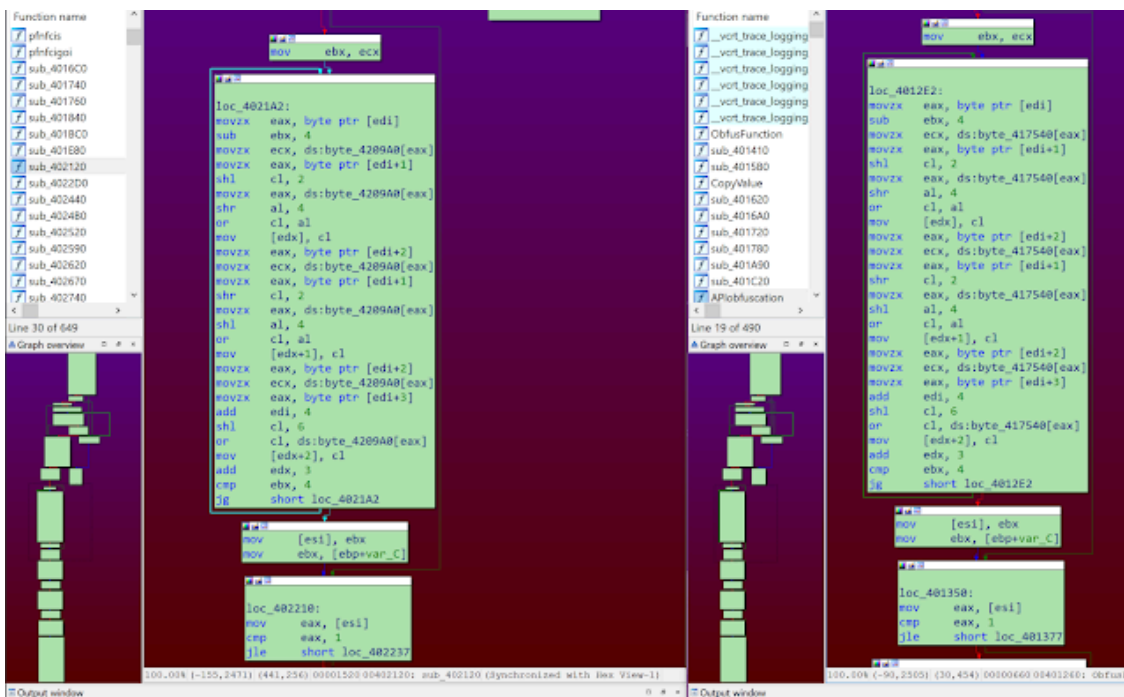 Function name
pfnfcis
pfnfcigoi
sub_4016C0
sub_401740
sub_401760
sub_401840
sub_401BC0
sub_401E80
sub_402120
sub_4022D0
sub_402440
sub_4024B0
sub_402520
sub_402590
sub_402620
sub_402670
sub_402740
Line 30 of 649
Graph overview
mov ebx, ecx
loc_4021A2:
movzx eax, byte ptr [edi]
sub ebx, 4
movzx ecx, ds:byte_4209A0[eax]
movzx eax, byte ptr [edi+1]
shl cl, 2
movzx eax, ds:byte_4209A0[eax]
shr al, 4
or cl, al
mov [edx], cl
movzx eax, byte ptr [edi+2]
movzx ecx, ds:byte_4209A0[eax]
movzx eax, byte ptr [edi+1]
shr cl, 2
movzx eax, ds:byte_4209A0[eax]
shl al, 4
or cl, al
mov [edx+1], cl
movzx eax, byte ptr [edi+2]
movzx ecx, ds:byte_4209A0[eax]
movzx eax, byte ptr [edi+3]
add edi, 4
shl cl, 6
or cl, ds:byte_4209A0[eax]
mov [edx+2], cl
add edx, 3
cmp ebx, 4
jg short loc_4021A2
mov [esi], ebx
mov ebx, [ebp+var_C]
loc_402210:
mov eax, [esi]
cmp eax, 1
jle short loc_402237
100.00% (-155,2471) (441,256) 00001520 00402120: sub_402120 (Synchronized with Hex View-1)
Output window
Function name
__vcrt_trace_logging
__vcrt_trace_logging
__vcrt_trace_logging
__vcrt_trace_logging
__vcrt_trace_logging
__vcrt_trace_logging
ObfusFunction
sub_401410
sub_401580
CopyValue
sub_401620
sub_4016A0
sub_401720
sub_401780
sub_401A90
sub_401C20
APIobfuscation
Line 19 of 490
Graph overview
mov ebx, ecx
loc_4012E2:
movzx eax, byte ptr [edi]
sub ebx, 4
movzx ecx, ds:byte_417540[eax]
movzx eax, byte ptr [edi+1]
shl cl, 2
movzx eax, ds:byte_417540[eax]
shr al, 4
or cl, al
mov [edx], cl
movzx eax, byte ptr [edi+2]
movzx ecx, ds:byte_417540[eax]
movzx eax, byte ptr [edi+1]
shr cl, 2
movzx eax, ds:byte_417540[eax]
shl al, 4
or cl, al
mov [edx+1], cl
movzx eax, byte ptr [edi+2]
movzx ecx, ds:byte_417540[eax]
movzx eax, byte ptr [edi+3]
add edi, 4
shl cl, 6
or cl, ds:byte_417540[eax]
mov [edx+2], cl
add edx, 3
cmp ebx, 4
jg short loc_4012E2
mov [esi], ebx
mov ebx, [ebp+var_C]
loc_401350:
mov eax, [esi]
cmp eax, 1
jle short loc_401377
100.00% (-90,2505) (30,454) 00000660 00401260: Obfus
Output window